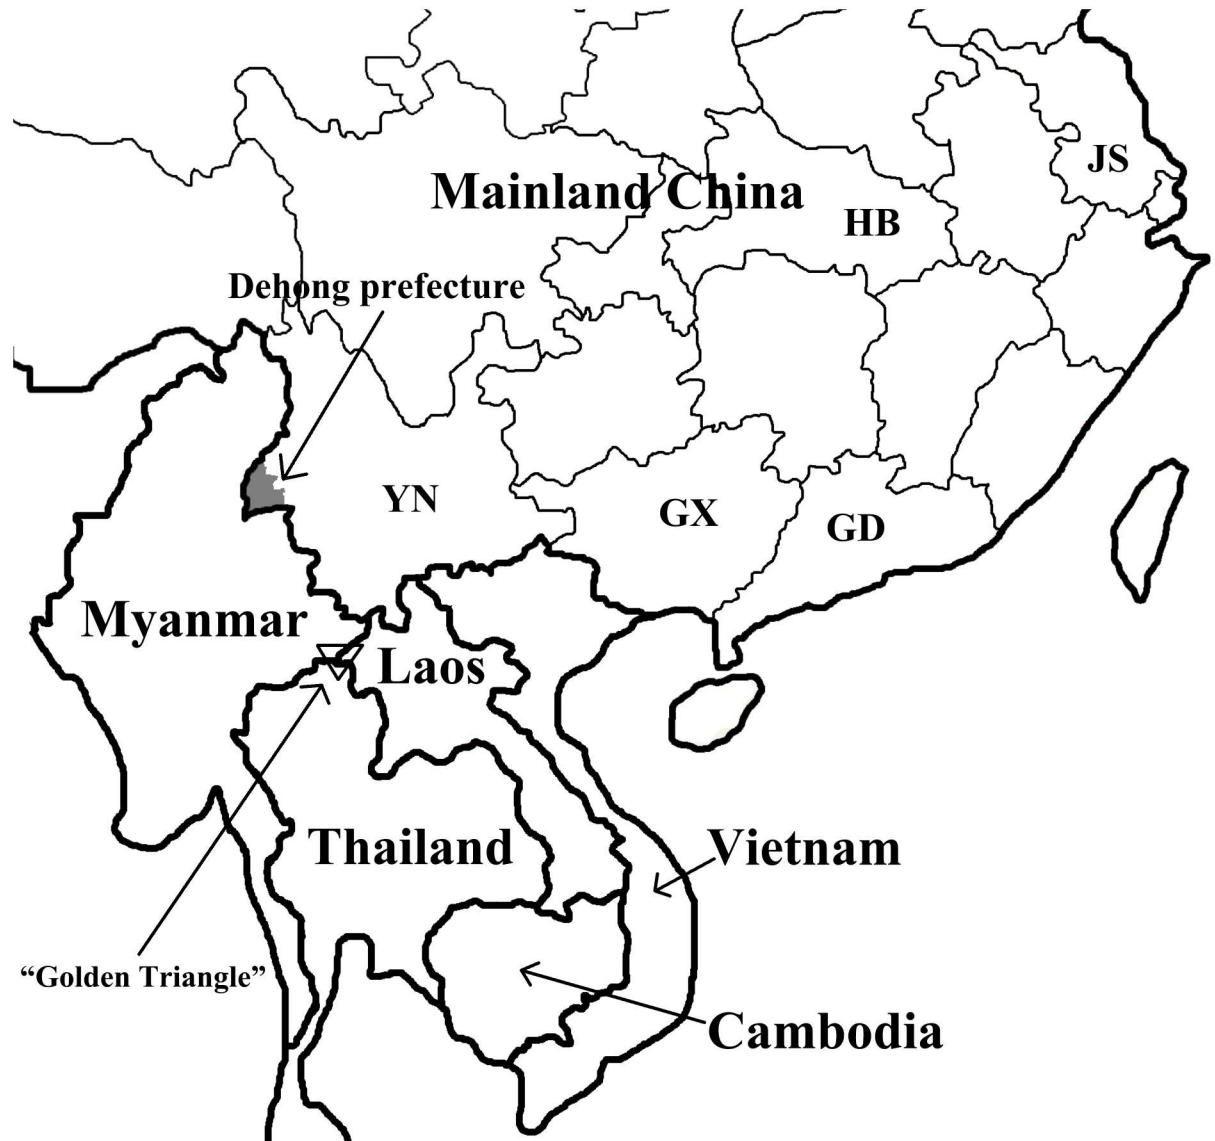 JS
Mainland China
HB
Dehong prefecture
YN
GX
GD
Myanmar
Laos
Thailand
Vietnam
“Golden Triangle”
Cambodia